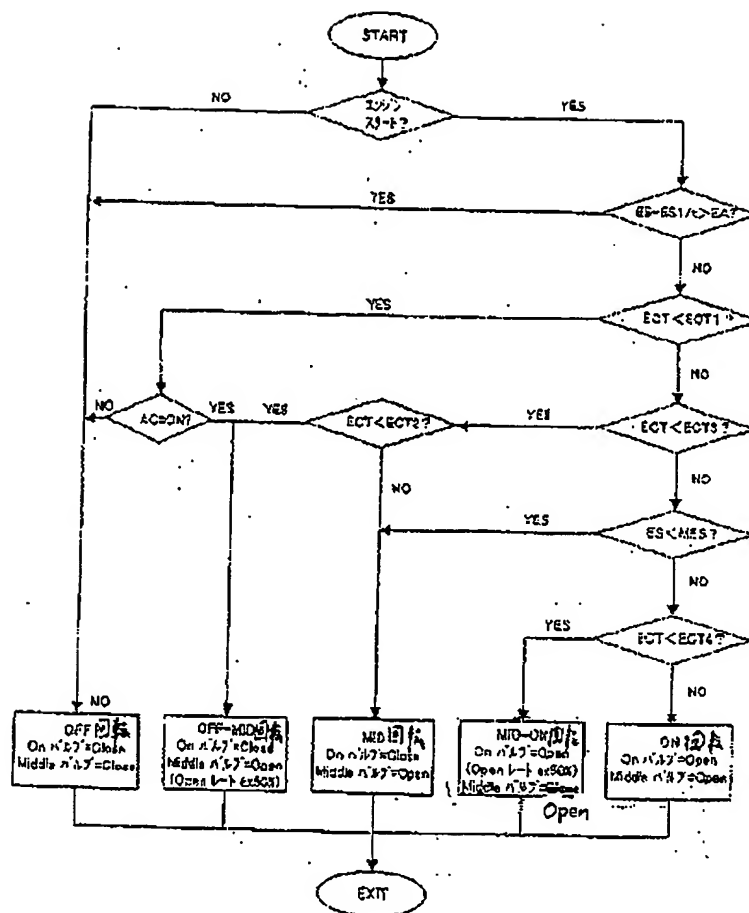 START
エンジン
スタート?
NO
YES
ES-ES1/t>EA?
YES
NO
ECT<ECT1
YES
NO
AC=ON?
NO
YES
YES
ECT<ECT2?
YES
ECT<ECT3?
NO
NO
YES
ES<MES?
NO
YES
ECT<ECT4?
NO
NO
OFF回転
On バルブ=Close
Middle バルブ=Close
OFF-MID回転
On バルブ=Close
Middle バルブ=Open
(Open レート ex50%)
MID回転
On バルブ=Close
Middle バルブ=Open
MID-ON回転
On バルブ=Open
(Open レート ex50%)
Middle バルブ=Close
Open
ON回転
On バルブ=Open
Middle バルブ=Open
EXIT